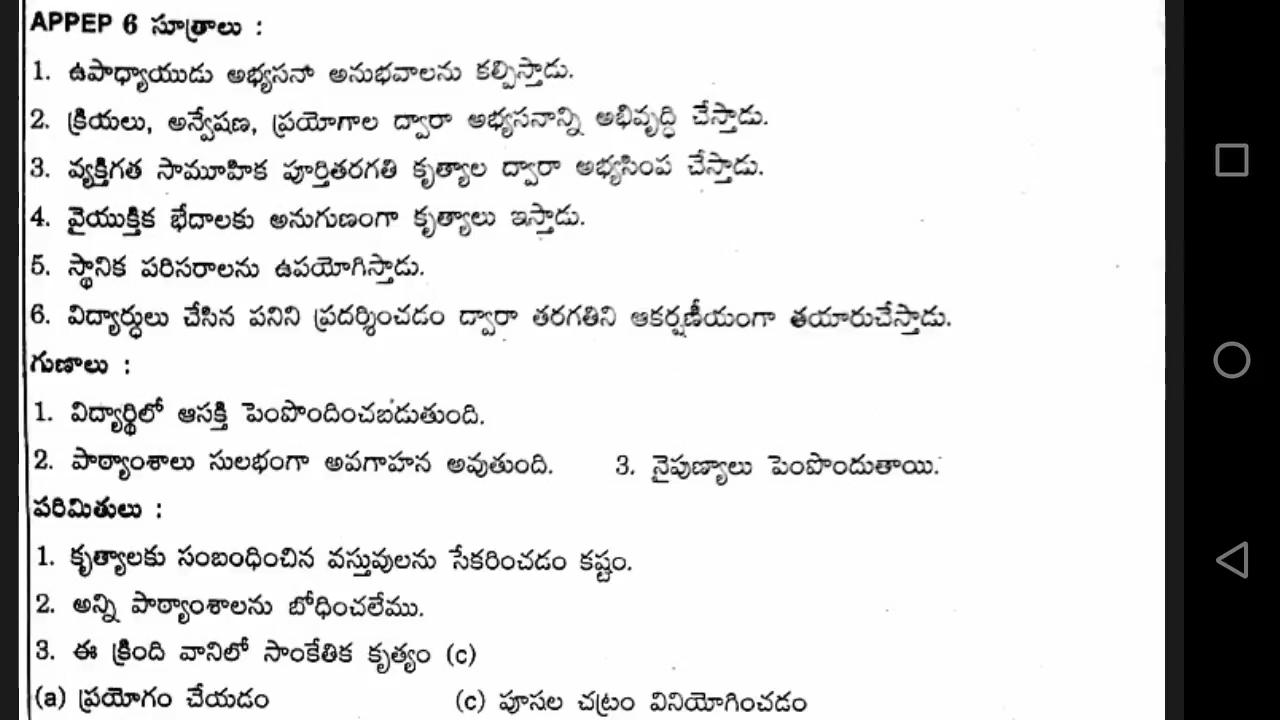 APPEP 6 సూత్రాలు :
1. ఉపాధ్యాయుడు అభ్యసనా అనుభవాలను కల్పిస్తాడు.
2. క్రియలు, అన్వేషణ, ప్రయోగాల ద్వారా అభ్యసనాన్ని అభివృద్ధి చేస్తాడు.
3. వ్యక్తిగత సామూహిక పూర్తితరగతి కృత్యాల ద్వారా అభ్యసింప చేస్తాడు.
4. వైయుక్తిక భేదాలకు అనుగుణంగా కృత్యాలు ఇస్తాడు.
5. స్థానిక పరిసరాలను ఉపయోగిస్తాడు.
6. విద్యార్థులు చేసిన పనిని ప్రదర్శించడం ద్వారా తరగతిని ఆకర్షణీయంగా తయారుచేస్తాడు.
గుణాలు :
1. విద్యార్థిలో ఆసక్తి పెంపొందించబడుతుంది.
2. పాఠ్యాంశాలు సులభంగా అవగాహన అవుతుంది. 3. నైపుణ్యాలు పెంపొందుతాయి.
పరిమితులు :
1. కృత్యాలకు సంబంధించిన వస్తువులను సేకరించడం కష్టం.
2. అన్ని పాఠ్యాంశాలను బోధించలేము.
3. ఈ క్రింది వానిలో సాంకేతిక కృత్యం (c)
(a) ప్రయోగం చేయడం (c) పూసల చట్రం వినియోగించడం